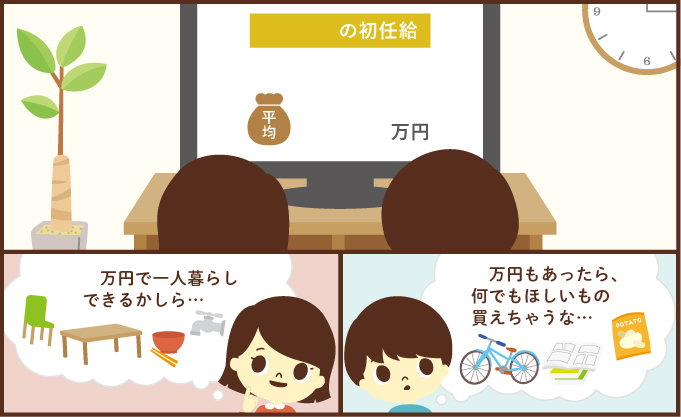 の初任給
平均
万円
9
6
万円で一人暮らし
できるかしら…
万円もあったら、
何でもほしいもの
買えちゃうな…
POTATO